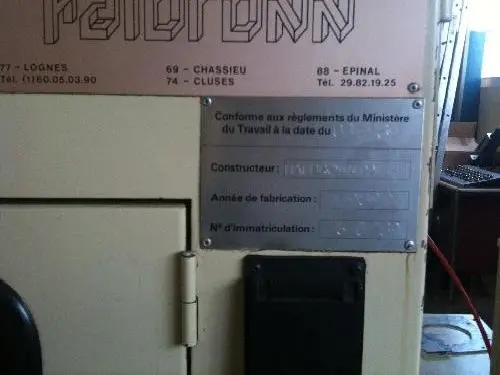 77 - LOGNES
Tél. (1) 60.05.03.90
69 - CHASSIEU
74 - CLUSES
88 - EPINAL
Tél. 29.82.19.25
Conforme aux règlements du Ministère
du Travail à la date du
Constructeur:
Année de fabrication :
N° d'immatriculation :